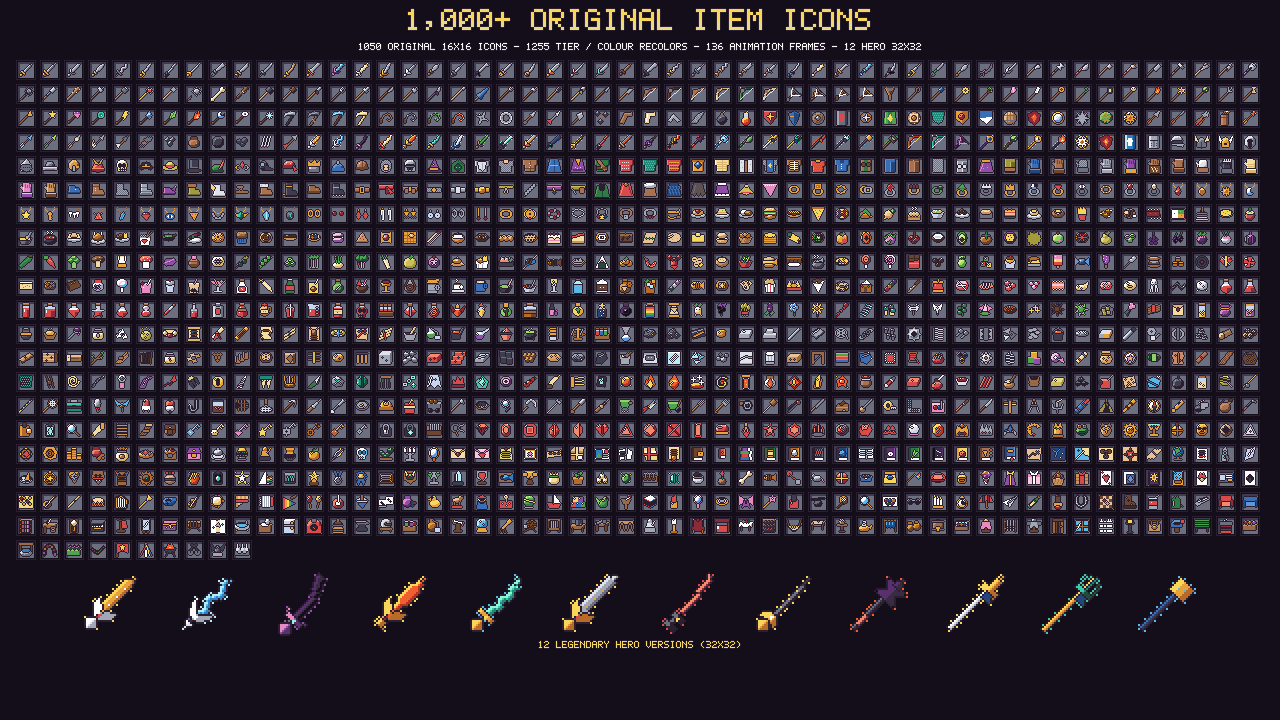 1,000+ ORIGINAL ITEM ICONS
1050 ORIGINAL 16X16 ICONS – 1255 TIER / COLOUR RECOLORS – 136 ANIMATION FRAMES – 12 HERO 32X32
12 LEGENDARY HERO VERSIONS (32X32)